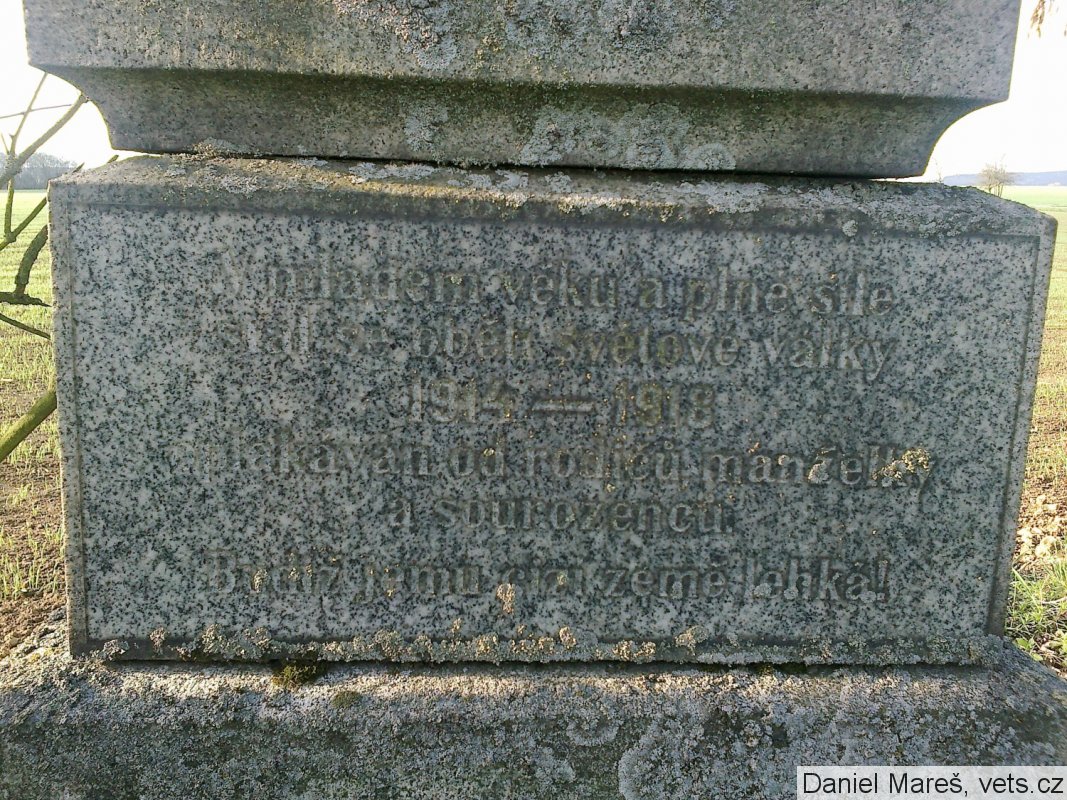 V mladém věku a plné síle
stal se oběti světové války
1914 — 1918
oplakáván od rodičů, manželky
a sourozenců.
Budiž jemu cizí země lehká!
Daniel Mareš, vets.cz